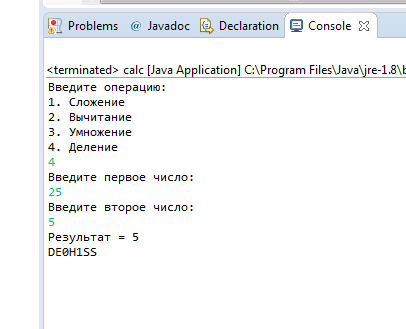 Problems @ Javadoc Declaration Console
<terminated> calc [Java Application] C:\Program Files\Java\jre-1.8\b
Введите операцию:
1. Сложение
2. Вычитание
3. Умножение
4. Деление
4
Введите первое число:
25
Введите второе число:
5
Результат = 5
DE0H1SS